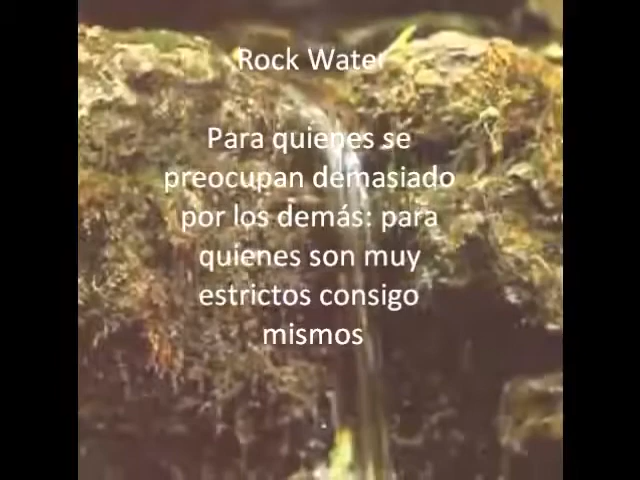 Rock Water
Para quienes se
preocupan demasiado
por los demás: para
quienes son muy
estrictos consigo
mismos